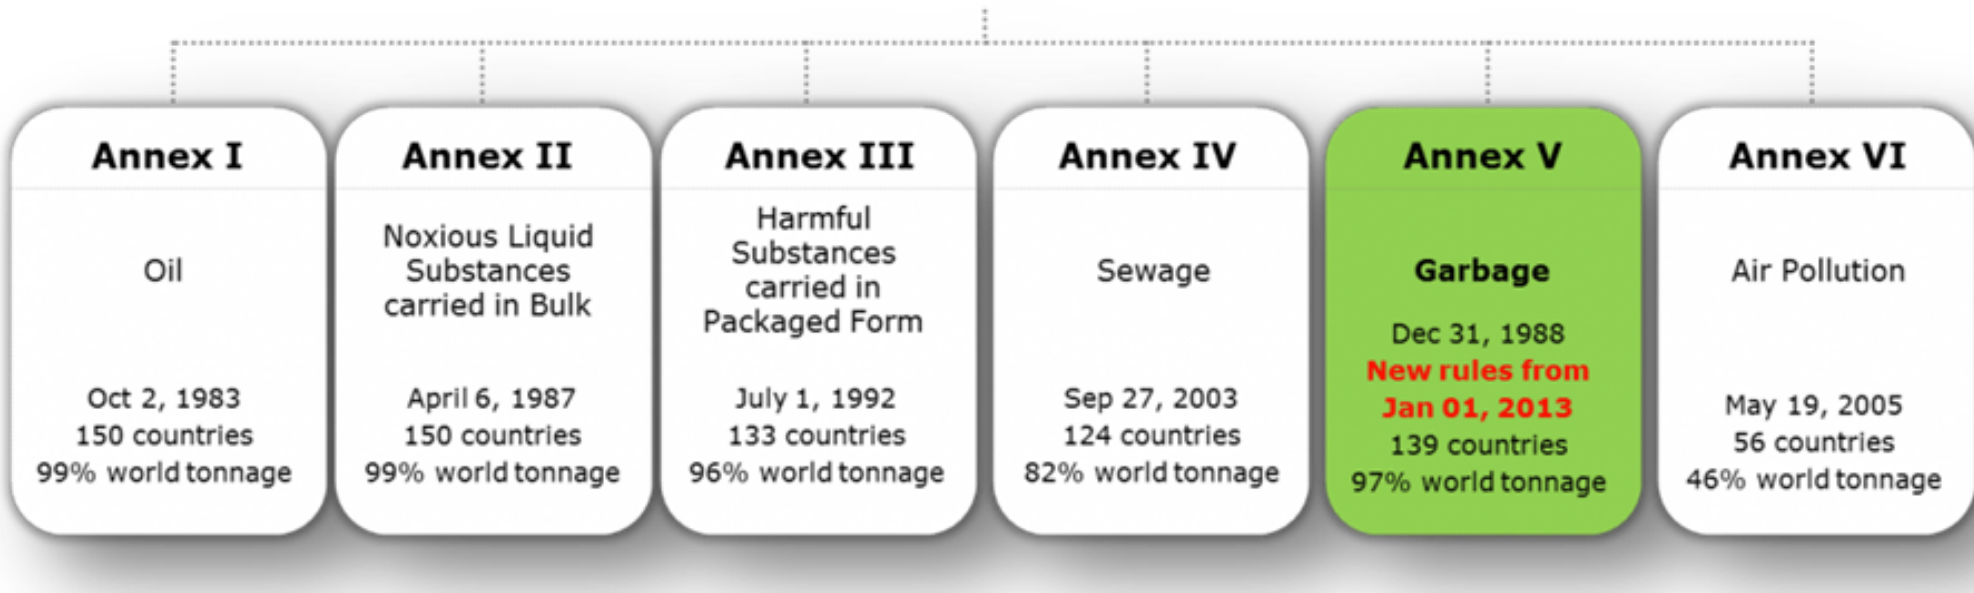 Annex I
Oil
Oct 2, 1983
150 countries
99% world tonnage
Annex II
Noxious Liquid
Substances
carried in Bulk
April 6, 1987
150 countries
99% world tonnage
Annex III
Harmful
Substances
carried in
Packaged Form
July 1, 1992
133 countries
96% world tonnage
Annex IV
Sewage
Sep 27, 2003
124 countries
82% world tonnage
Annex V
Garbage
Dec 31, 1988
New rules from
Jan 01, 2013
139 countries
97% world tonnage
Annex VI
Air Pollution
May 19, 2005
56 countries
46% world tonnage